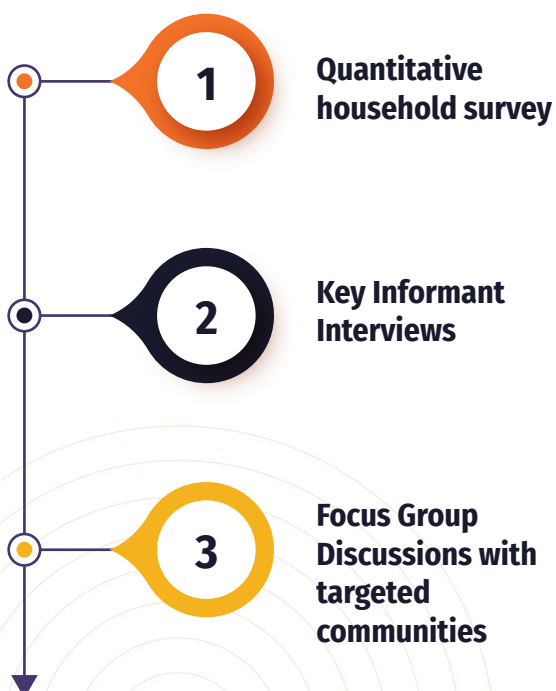 1
Quantitative
household survey
2
Key Informant
Interviews
3
Focus Group
Discussions with
targeted
communities